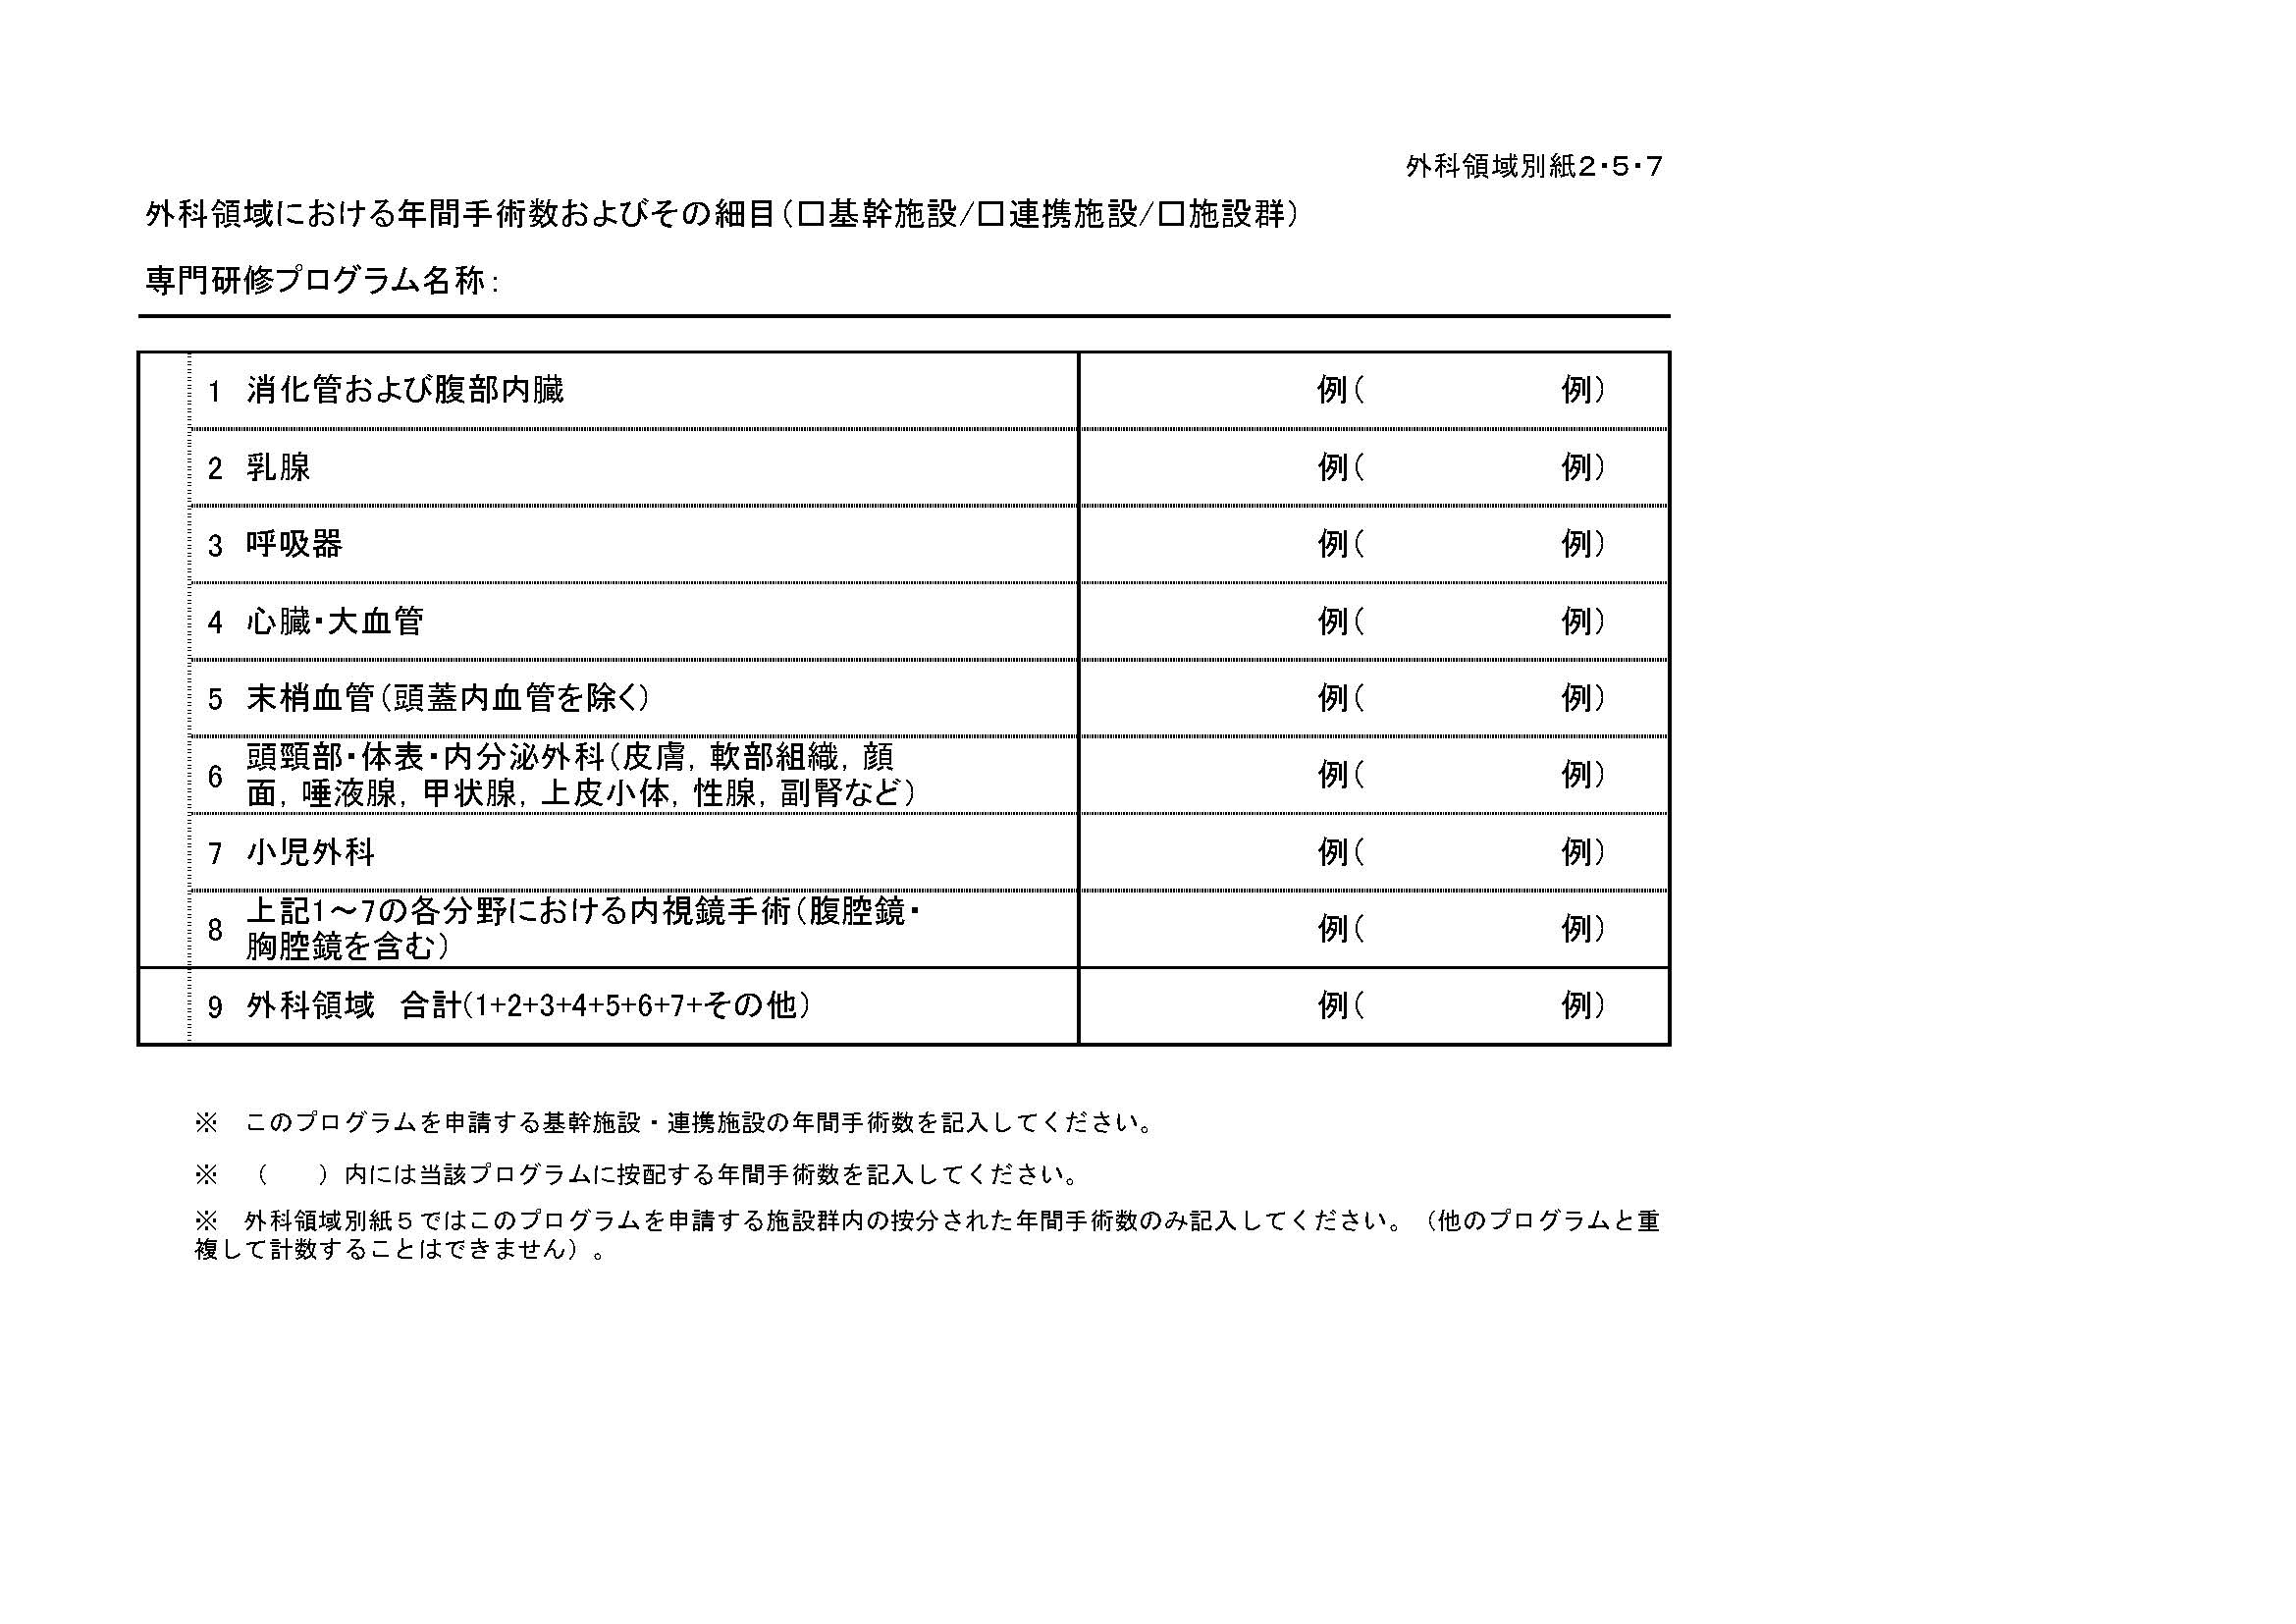 外科領域別紙２・５・７
外科領域における年間手術数およびその細目（□基幹施設/□連携施設/□施設群）
専門研修プログラム名称：
1 消化管および腹部内臓 例（ 例）
2 乳腺 例（ 例）
3 呼吸器 例（ 例）
4 心臓・大血管 例（ 例）
5 末梢血管（頭蓋内血管を除く） 例（ 例）
6 頭頸部・体表・内分泌外科（皮膚，軟部組織，顔
面，唾液腺，甲状腺，上皮小体，性腺，副腎など） 例（ 例）
7 小児外科 例（ 例）
8 上記1～7の各分野における内視鏡手術（腹腔鏡・
胸腔鏡を含む） 例（ 例）
9 外科領域　合計(1+2+3+4+5+6+7+その他） 例（ 例）
※　このプログラムを申請する基幹施設・連携施設の年間手術数を記入してください。
※　（　　）内には当該プログラムに按配する年間手術数を記入してください。
※　外科領域別紙５ではこのプログラムを申請する施設群内の按分された年間手術数のみ記入してください。（他のプログラムと重
複して計数することはできません）。